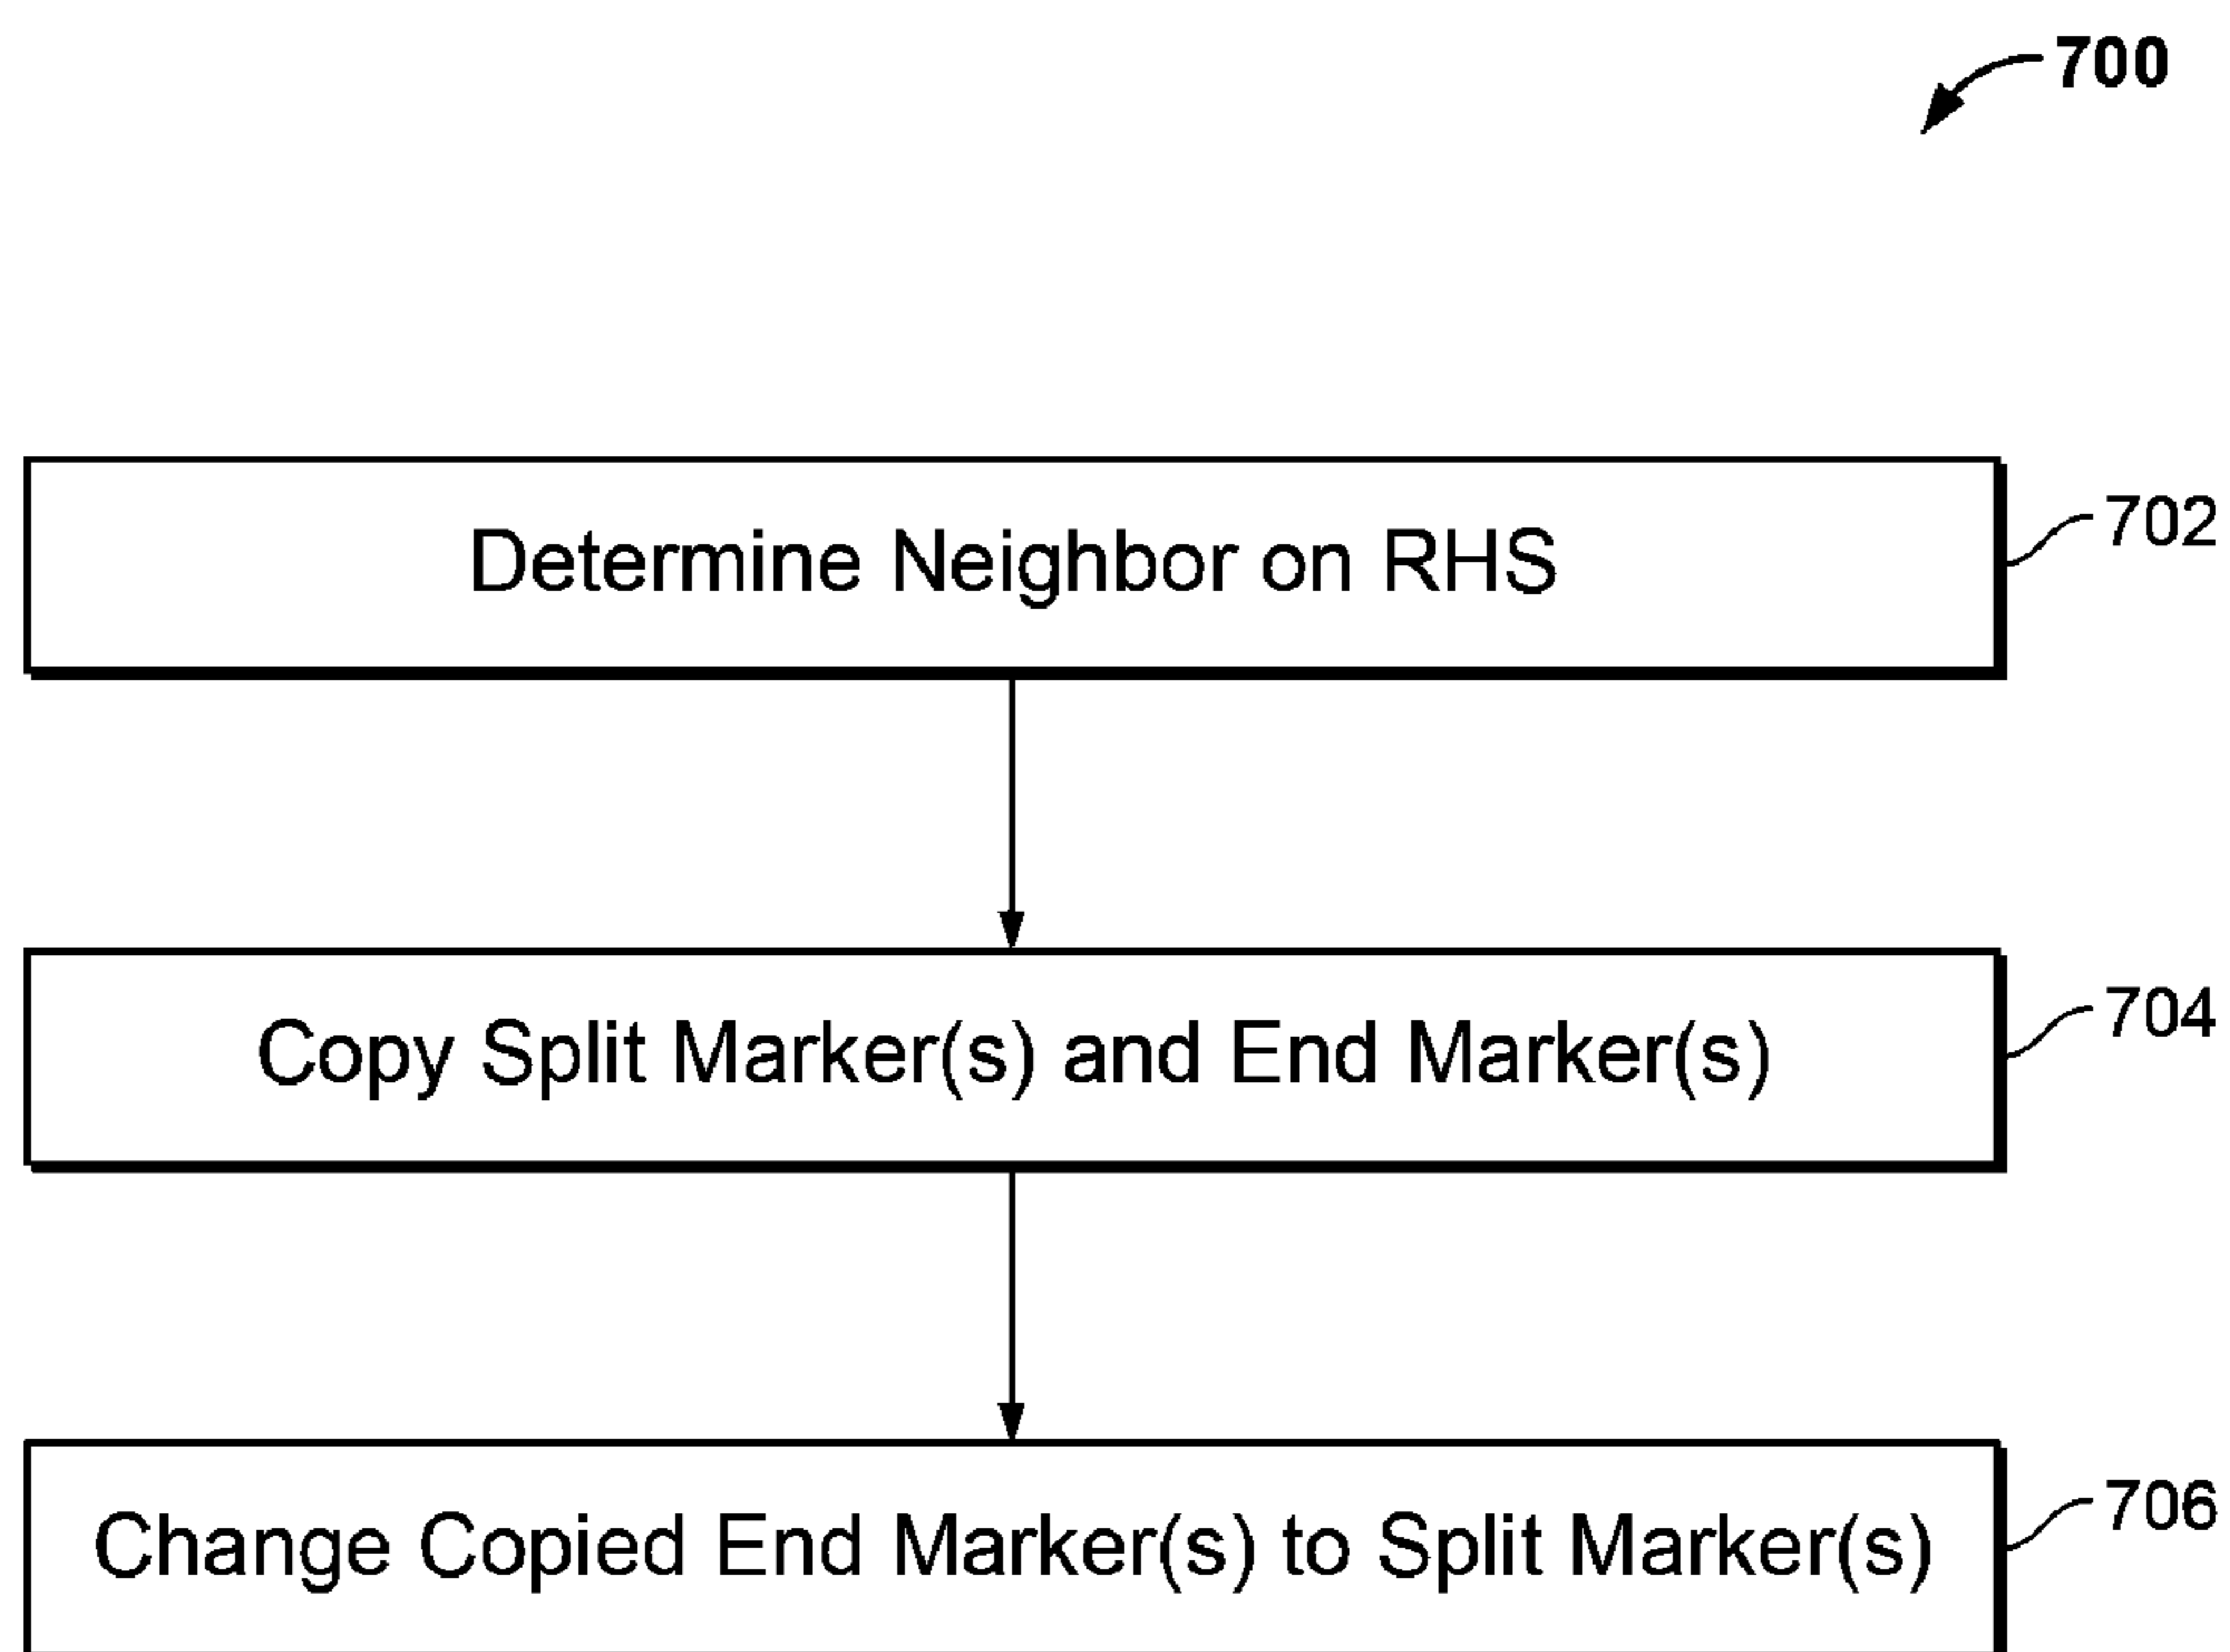 700
Determine Neighbor on RHS
702
Copy Split Marker(s) and End Marker(s)
704
Change Copied End Marker(s) to Split Marker(s)
706